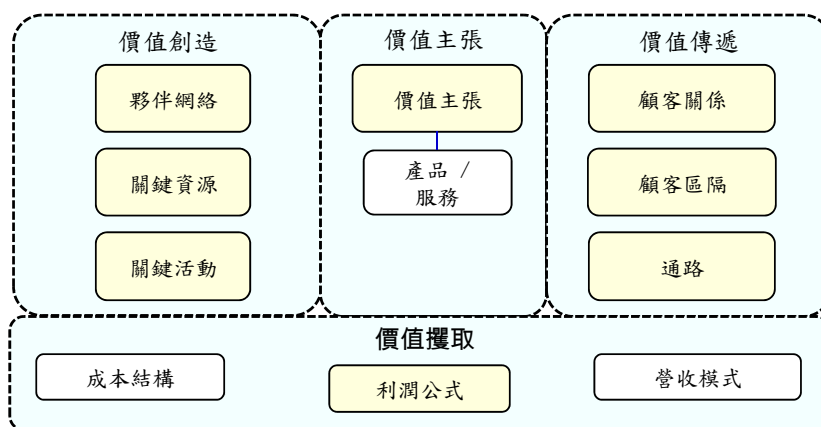 價值創造
夥伴網絡
關鍵資源
關鍵活動
價值主張
價值主張
產品 /
服務
價值傳遞
顧客關係
顧客區隔
通路
價值攫取
成本結構
利潤公式
營收模式